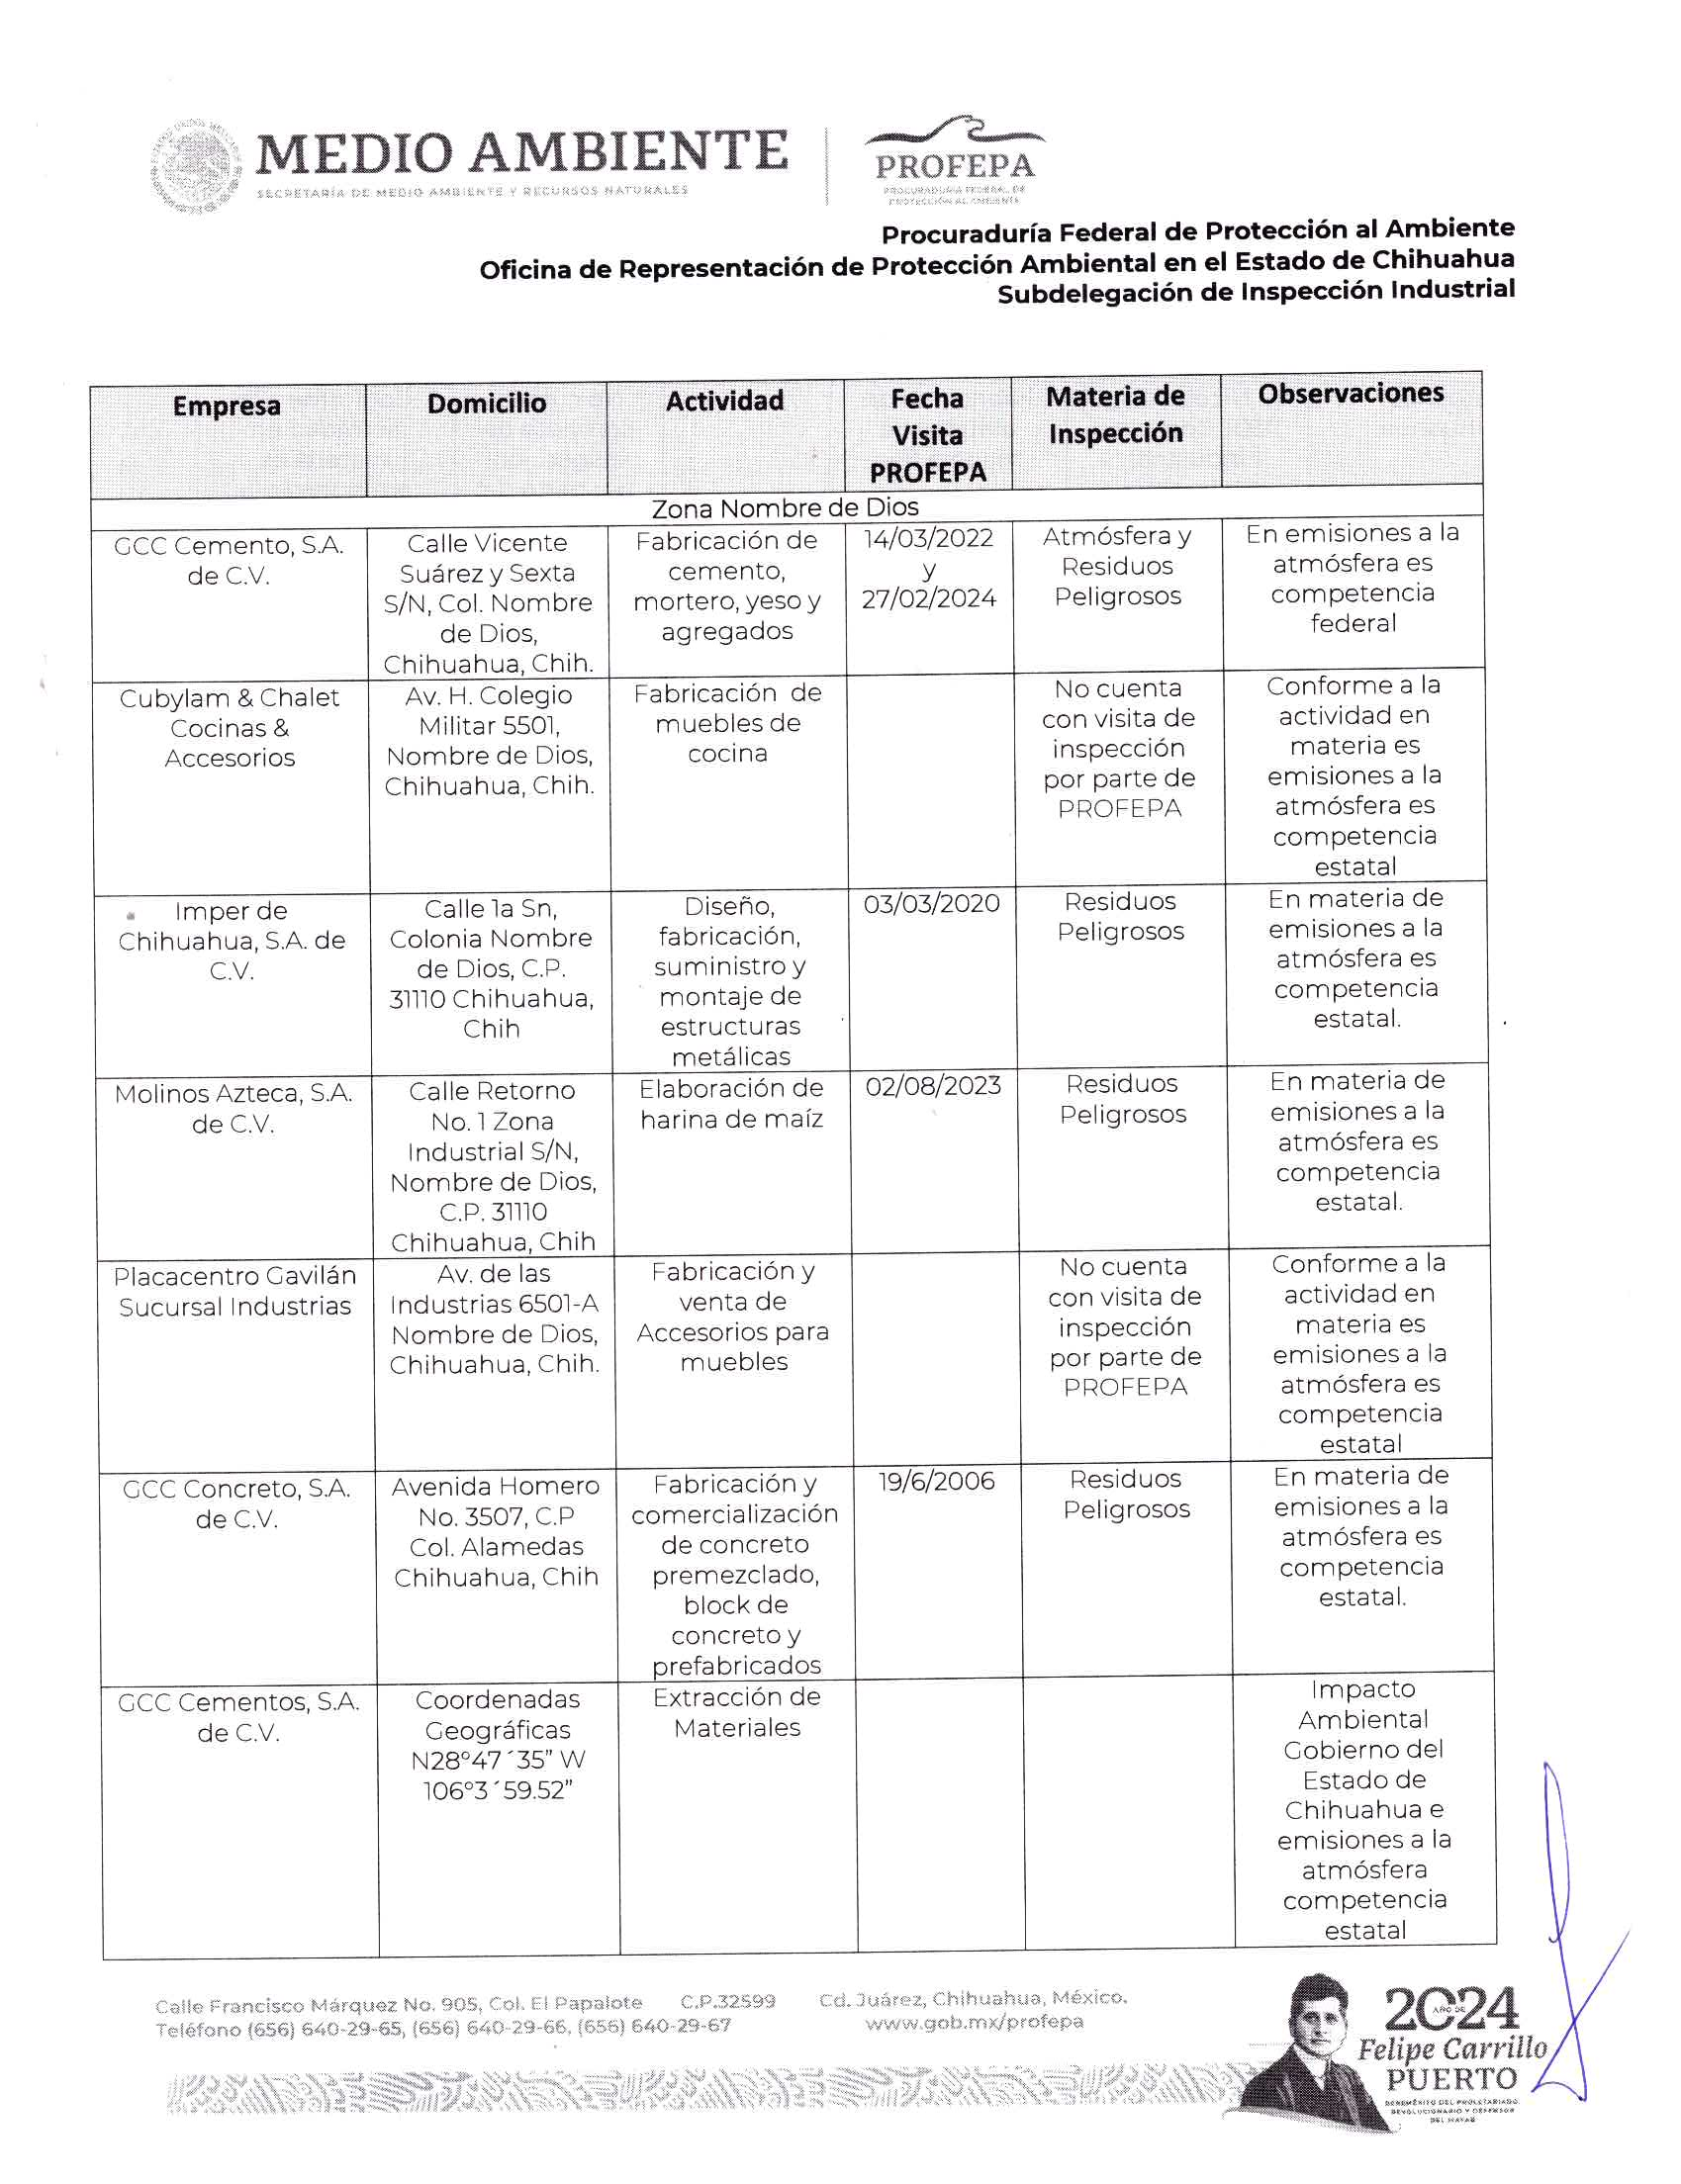 MEDIO AMBIENTE
SECRETARÍA DE MEDIO AMBIENTE Y RECURSOS NATURALES
PROFEPA
PROCURADURÍA FEDERAL DE
PROTECCIÓN AL AMBIENTE
Procuraduría Federal de Protección al Ambiente
Oficina de Representación de Protección Ambiental en el Estado de Chihuahua
Subdelegación de Inspección Industrial
Empresa
Domicilio
Actividad
Fecha
Visita
PROFEPA
Materia de
Inspección
Observaciones
Zona Nombre de Dios
GCC Cemento, S.A.
de C.V.
Calle Vicente
Suárez y Sexta
S/N, Col. Nombre
de Dios,
Chihuahua, Chih.
Fabricación de
cemento,
mortero, yeso y
agregados
14/03/2022
y
27/02/2024
Atmósfera y
Residuos
Peligrosos
En emisiones a la
atmósfera es
competencia
federal
Cubylam & Chalet
Cocinas &
Accesorios
Av. H. Colegio
Militar 5501,
Nombre de Dios,
Chihuahua, Chih.
Fabricación de
muebles de
cocina
No cuenta
con visita de
inspección
por parte de
PROFEPA
Conforme a la
actividad en
materia es
emisiones a la
atmósfera es
competencia
estatal
Imper de
Chihuahua, S.A. de
C.V.
Calle 1a Sn,
Colonia Nombre
de Dios, C.P.
31110 Chihuahua,
Chih
Diseño,
fabricación,
suministro y
montaje de
estructuras
metálicas
03/03/2020
Residuos
Peligrosos
En materia de
emisiones a la
atmósfera es
competencia
estatal.
Molinos Azteca, S.A.
de C.V.
Calle Retorno
No. 1 Zona
Industrial S/N,
Nombre de Dios,
C.P. 31110
Chihuahua, Chih
Elaboración de
harina de maíz
02/08/2023
Residuos
Peligrosos
En materia de
emisiones a la
atmósfera es
competencia
estatal.
Placacentro Gavilán
Sucursal Industrias
Av. de las
Industrias 6501-A
Nombre de Dios,
Chihuahua, Chih.
Fabricación y
venta de
Accesorios para
muebles
No cuenta
con visita de
inspección
por parte de
PROFEPA
Conforme a la
actividad en
materia es
emisiones a la
atmósfera es
competencia
estatal
GCC Concreto, S.A.
de C.V.
Avenida Homero
No. 3507, C.P
Col. Alamedas
Chihuahua, Chih
Fabricación y
comercialización
de concreto
premezclado,
block de
concreto y
prefabricados
19/6/2006
Residuos
Peligrosos
En materia de
emisiones a la
atmósfera es
competencia
estatal.
GCC Cementos, S.A.
de C.V.
Coordenadas
Geográficas
N28°47´35” W
106°3´59.52”
Extracción de
Materiales
Impacto
Ambiental
Gobierno del
Estado de
Chihuahua e
emisiones a la
atmósfera
competencia
estatal
Calle Francisco Márquez No. 905, Col. El Papalote C.P.32599 Cd. Juárez, Chihuahua, México.
Teléfono (656) 640-29-65, (656) 640-29-66, (656) 640-29-67 www.gob.mx/profepa
2024
AÑO DE
Felipe Carrillo
PUERTO
BENEMÉRITO DEL PROLETARIADO,
REVOLUCIONARIO Y DEFENSOR
DEL MAYAB